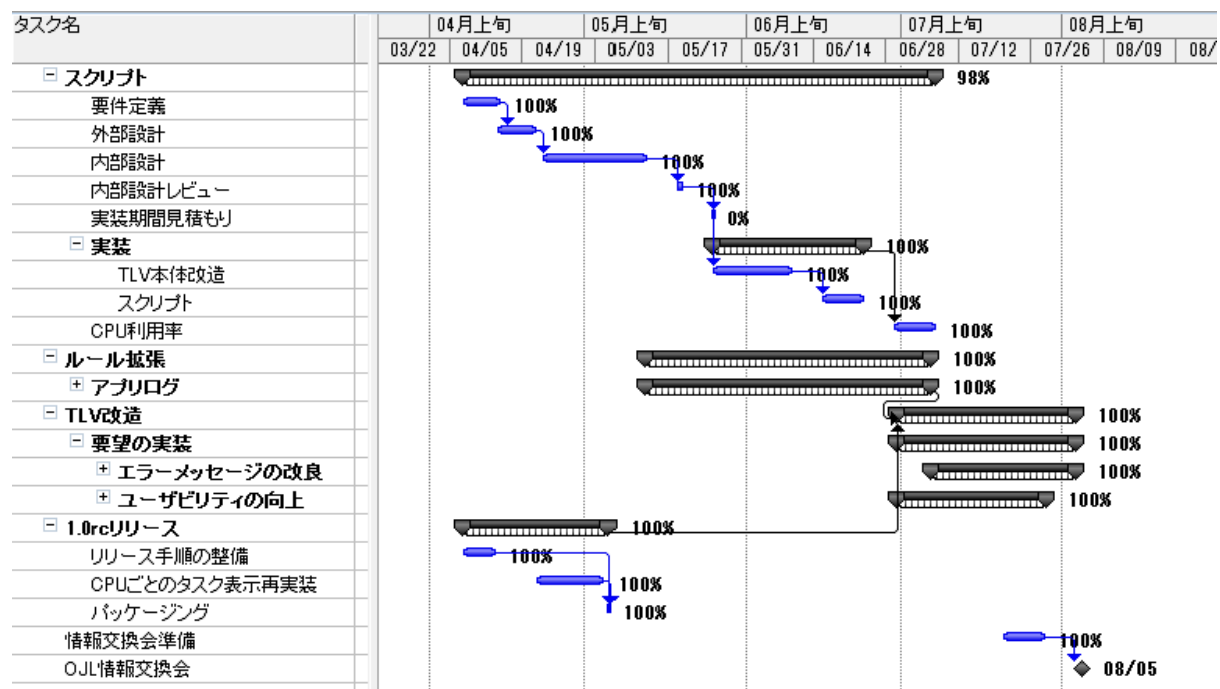 タスク名
04月上旬 05月上旬 06月上旬 07月上旬 08月上旬
03/22 04/05 04/19 05/03 05/17 05/31 06/14 06/28 07/12 07/26 08/09 08/
スクリプト 98%
要件定義 100%
外部設計 100%
内部設計 100%
内部設計レビュー 100%
実装期間見積もり 0%
実装 100%
TLV本体改造 100%
スクリプト 100%
CPU利用率 100%
ルール拡張 100%
アプリログ 100%
TLV改造 100%
要望の実装 100%
エラーメッセージの改良 100%
ユーザビリティの向上 100%
1.0rcリリース 100%
リリース手順の整備 100%
CPUごとのタスク表示再実装 100%
パッケージング 100%
情報交換会準備 100%
OJL情報交換会 08/05